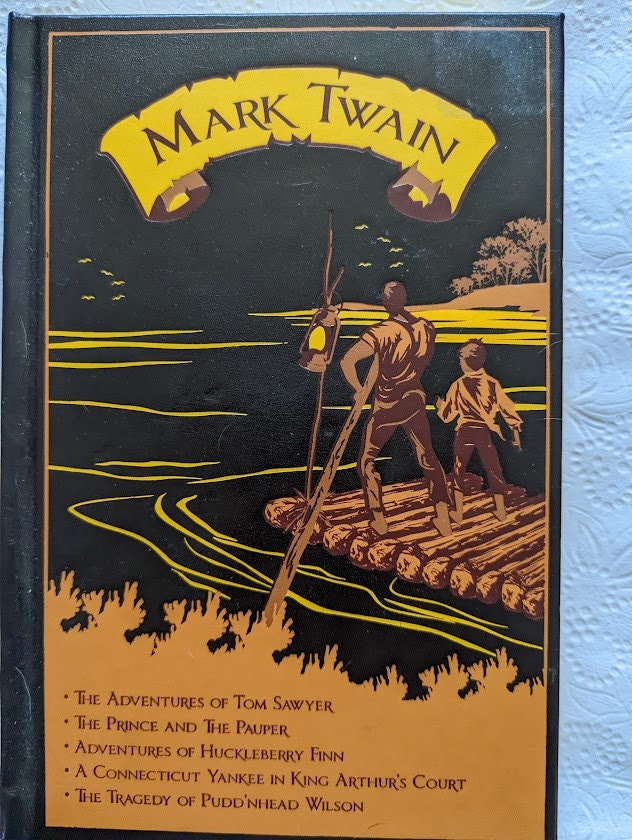 MARK TWAIN
• THE ADVENTURES OF TOM SAWYER
• THE PRINCE AND THE PAUPER
• ADVENTURES OF HUCKLEBERRY FINN
• A CONNECTICUT YANKEE IN KING ARTHUR'S COURT
• THE TRAGEDY OF PUDD'NHEAD WILSON